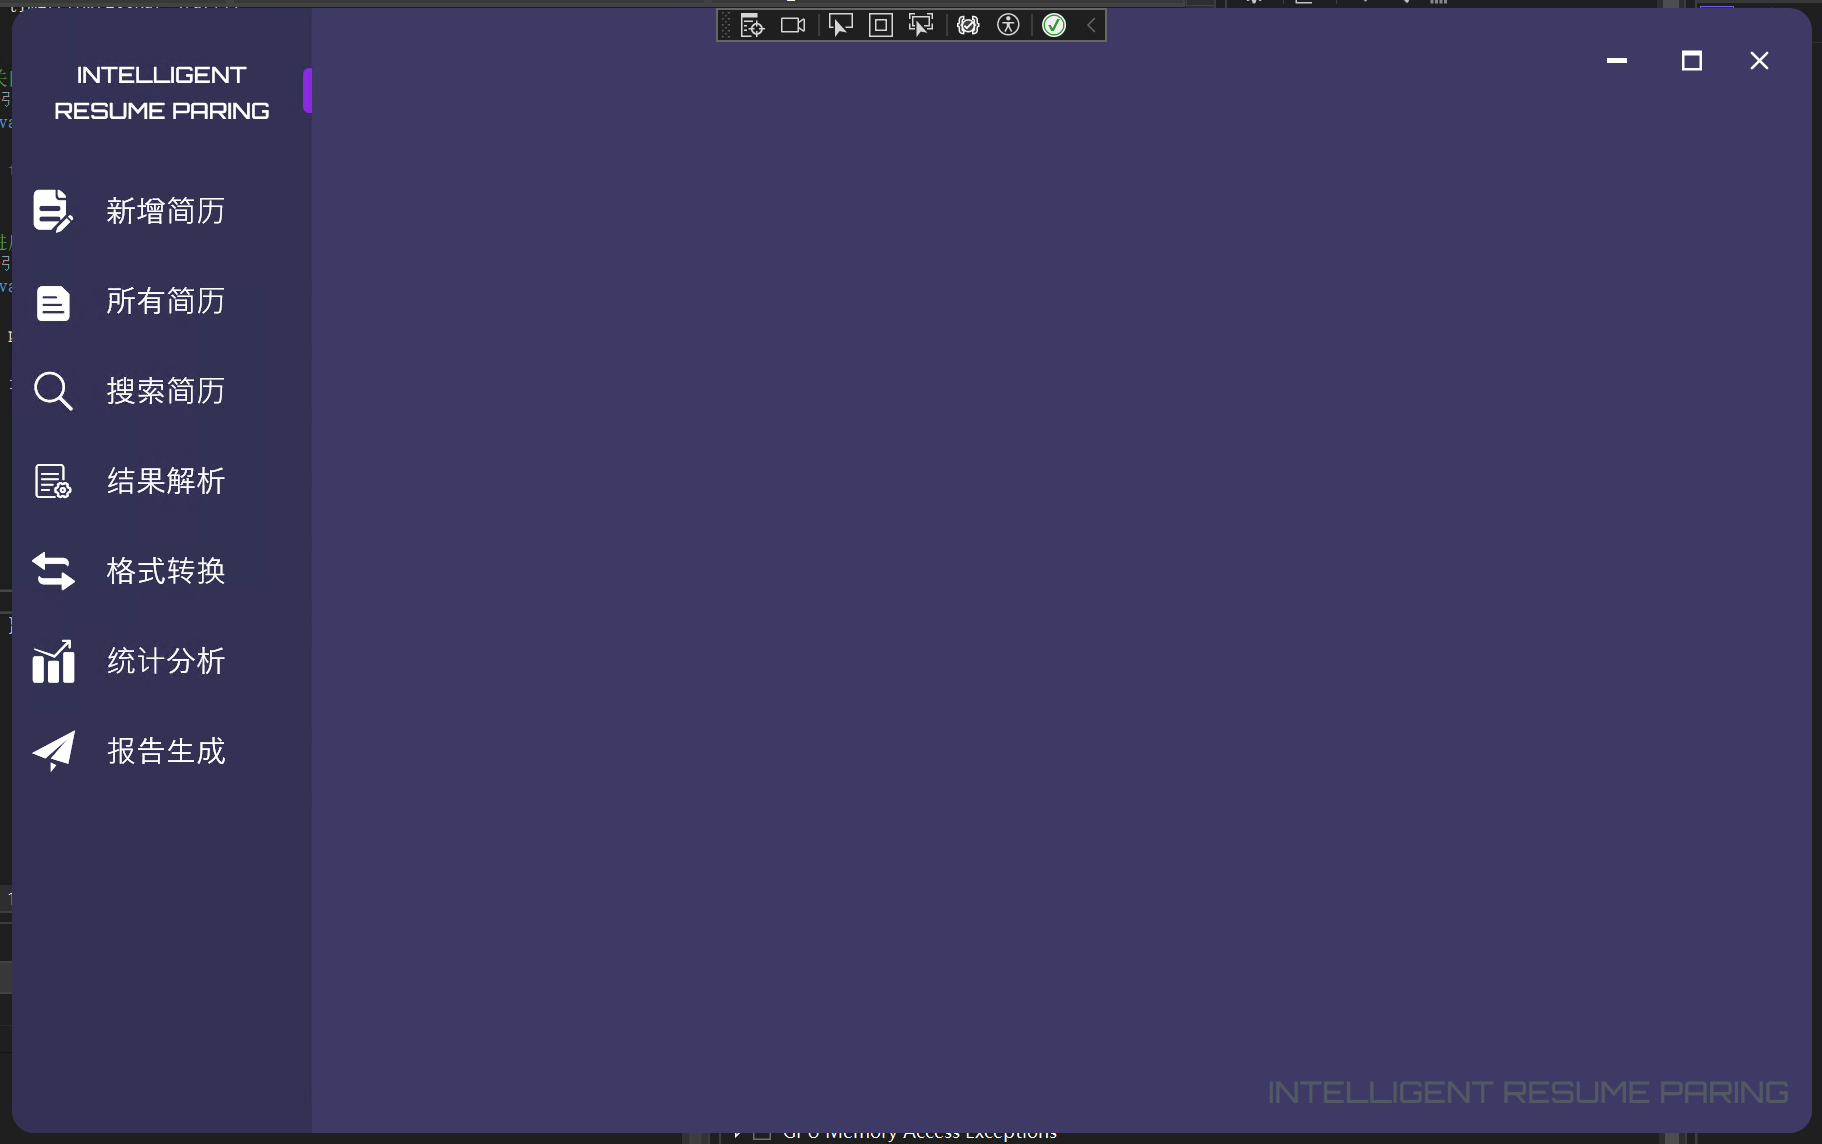 INTELLIGENT
RESUME PARING
新增简历
所有简历
搜索简历
结果解析
格式转换
统计分析
报告生成
INTELLIGENT RESUME PARING
GPU Memory Access Exceptions